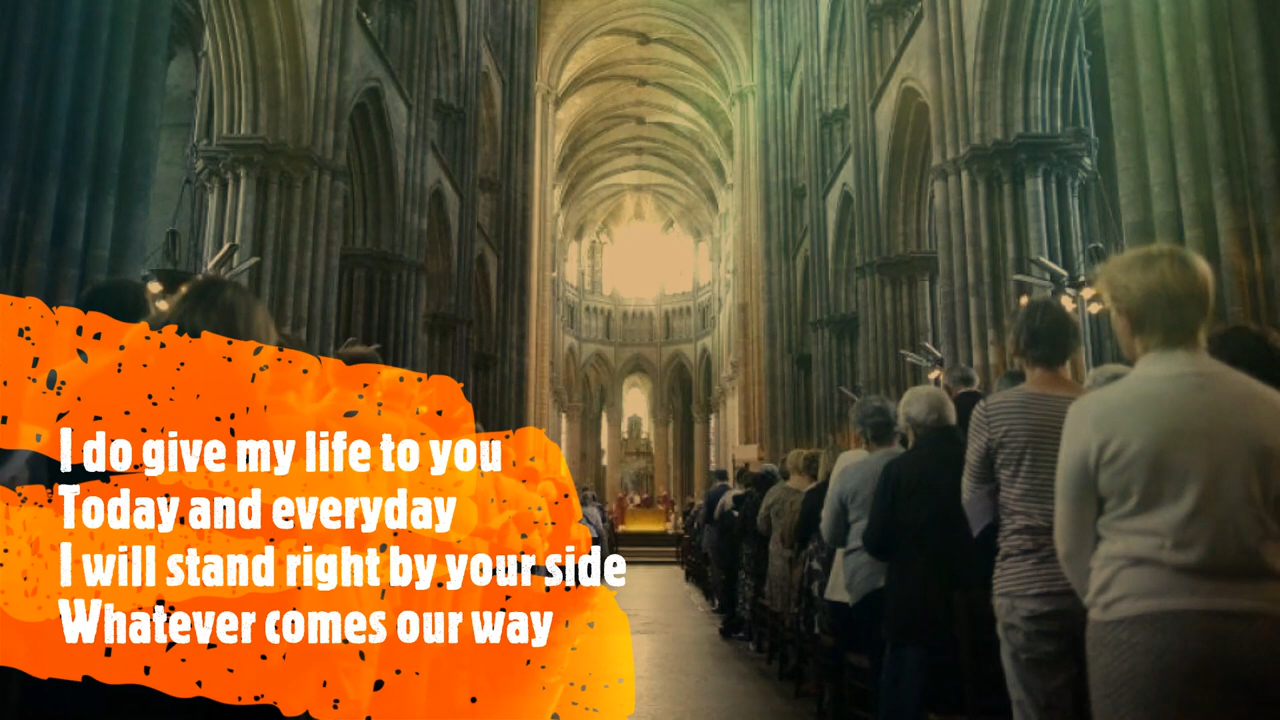 I do give my life to you
Today and everyday
I will stand right by your side
Whatever comes our way